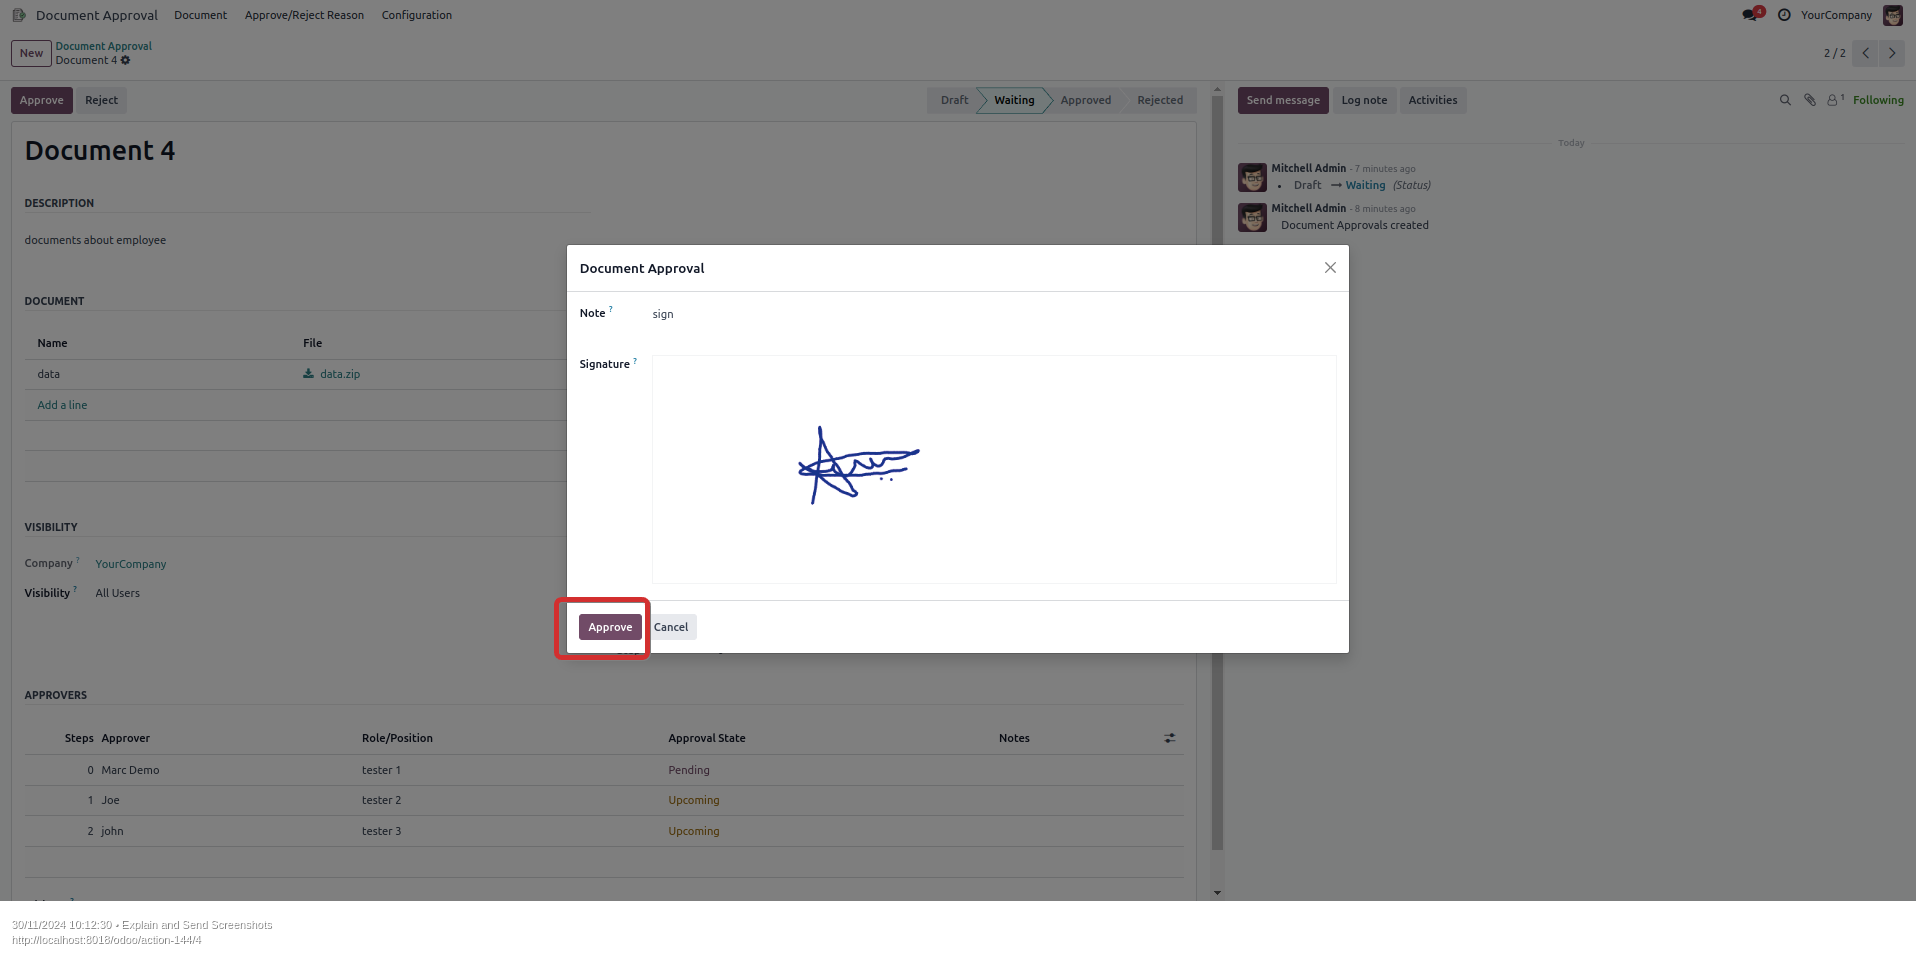 Document Approval Document Approve/Reject Reason Configuration 4 YourCompany
New Document Approval
Document 4 2 / 2
Approve Reject Draft Waiting Approved Rejected Send message Log note Activities 1 Following
Document 4
Today
Mitchell Admin - 7 minutes ago
• Draft → Waiting (Status)
Mitchell Admin - 8 minutes ago
Document Approvals created
DESCRIPTION
documents about employee
DOCUMENT
Name File
data data.zip
Add a line
VISIBILITY
Company ? YourCompany
Visibility ? All Users
Document Approval
Note ? sign
Signature ?
Approve Cancel
APPROVERS
Steps Approver Role/Position Approval State Notes
0 Marc Demo tester 1 Pending
1 Joe tester 2 Upcoming
2 john tester 3 Upcoming
30/11/2024 10:12:30 • Explain and Send Screenshots
http://localhost:8018/odoo/action-144/4